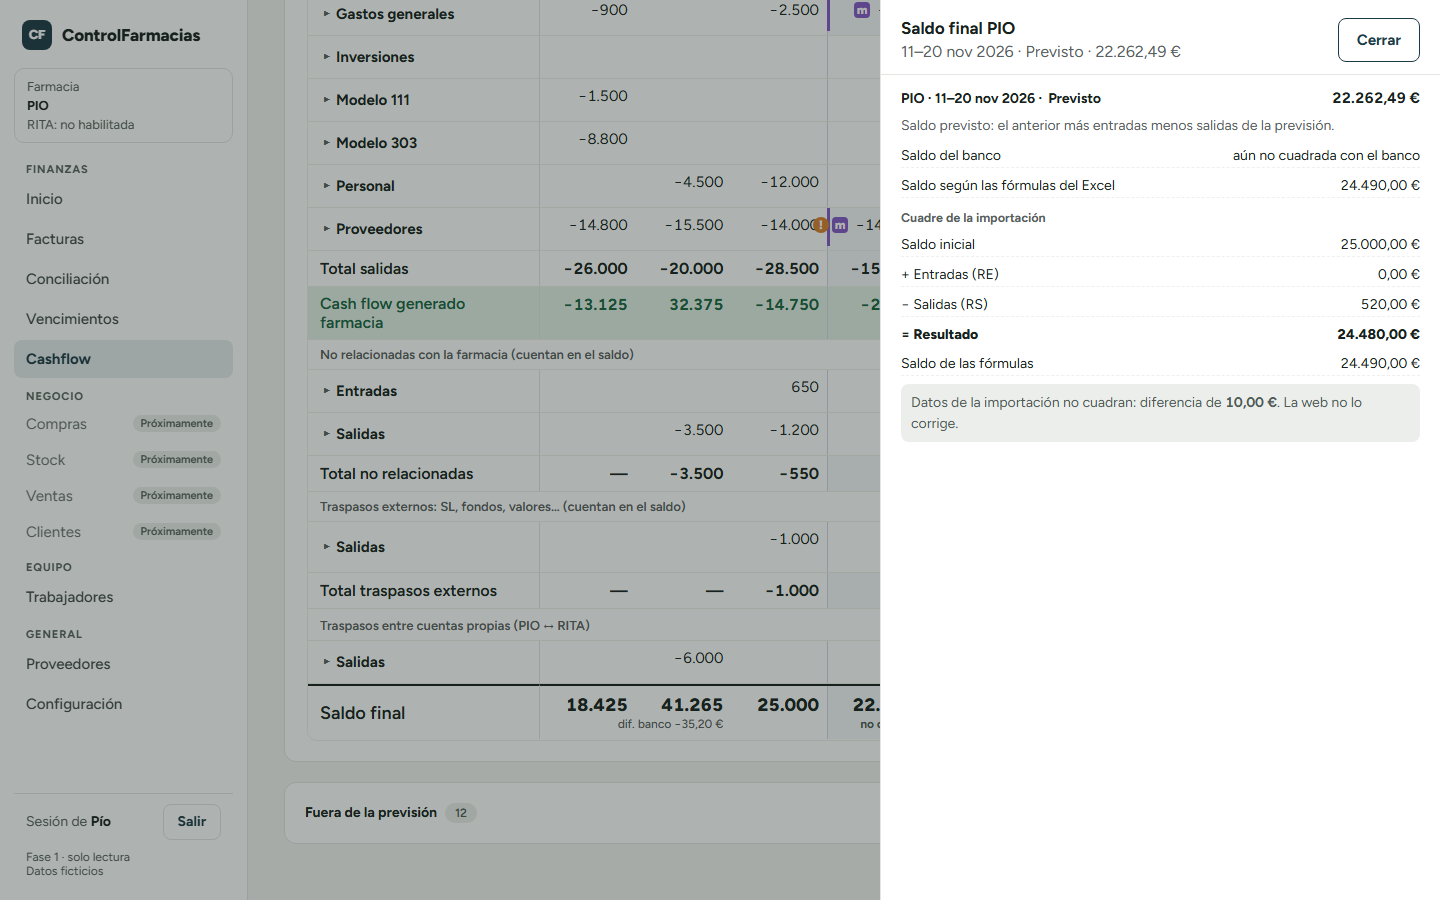 CF ControlFarmacias
Farmacia
PIO
RITA: no habilitada
FINANZAS
Inicio
Facturas
Conciliación
Vencimientos
Cashflow
NEGOCIO
Compras Próximamente
Stock Próximamente
Ventas Próximamente
Clientes Próximamente
EQUIPO
Trabajadores
GENERAL
Proveedores
Configuración
Sesión de Pío Salir
Fase 1 · solo lectura
Datos ficticios
Gastos generales -900 -2.500 m
Inversiones
Modelo 111 -1.500
Modelo 303 -8.800
Personal -4.500 -12.000
Proveedores -14.800 -15.500 -14.000 ! m -14
Total salidas -26.000 -20.000 -28.500 -15
Cash flow generado farmacia -13.125 32.375 -14.750 -2
No relacionadas con la farmacia (cuentan en el saldo)
Entradas 650
Salidas -3.500 -1.200
Total no relacionadas — -3.500 -550
Traspasos externos: SL, fondos, valores... (cuentan en el saldo)
Salidas -1.000
Total traspasos externos — — -1.000
Traspasos entre cuentas propias (PIO ↔ RITA)
Salidas -6.000
Saldo final 18.425 41.265 25.000 22.
dif. banco -35,20 € no
Fuera de la previsión 12
Saldo final PIO
11–20 nov 2026 · Previsto · 22.262,49 €
Cerrar
PIO · 11–20 nov 2026 · Previsto 22.262,49 €
Saldo previsto: el anterior más entradas menos salidas de la previsión.
Saldo del banco aún no cuadrada con el banco
Saldo según las fórmulas del Excel 24.490,00 €
Cuadre de la importación
Saldo inicial 25.000,00 €
+ Entradas (RE) 0,00 €
− Salidas (RS) 520,00 €
= Resultado 24.480,00 €
Saldo de las fórmulas 24.490,00 €
Datos de la importación no cuadran: diferencia de 10,00 €. La web no lo
corrige.